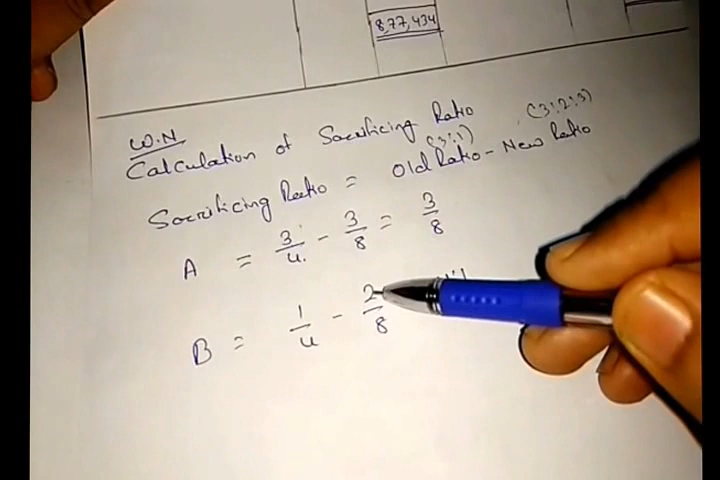 8,77,434
W.N
Calculation of Sacrificing Ratio
(3:1) (3:2:3)
Sacrificing Ratio = Old Ratio - New Ratio
A = 3/4 - 3/8 = 3/8
B = 1/4 - 2/8